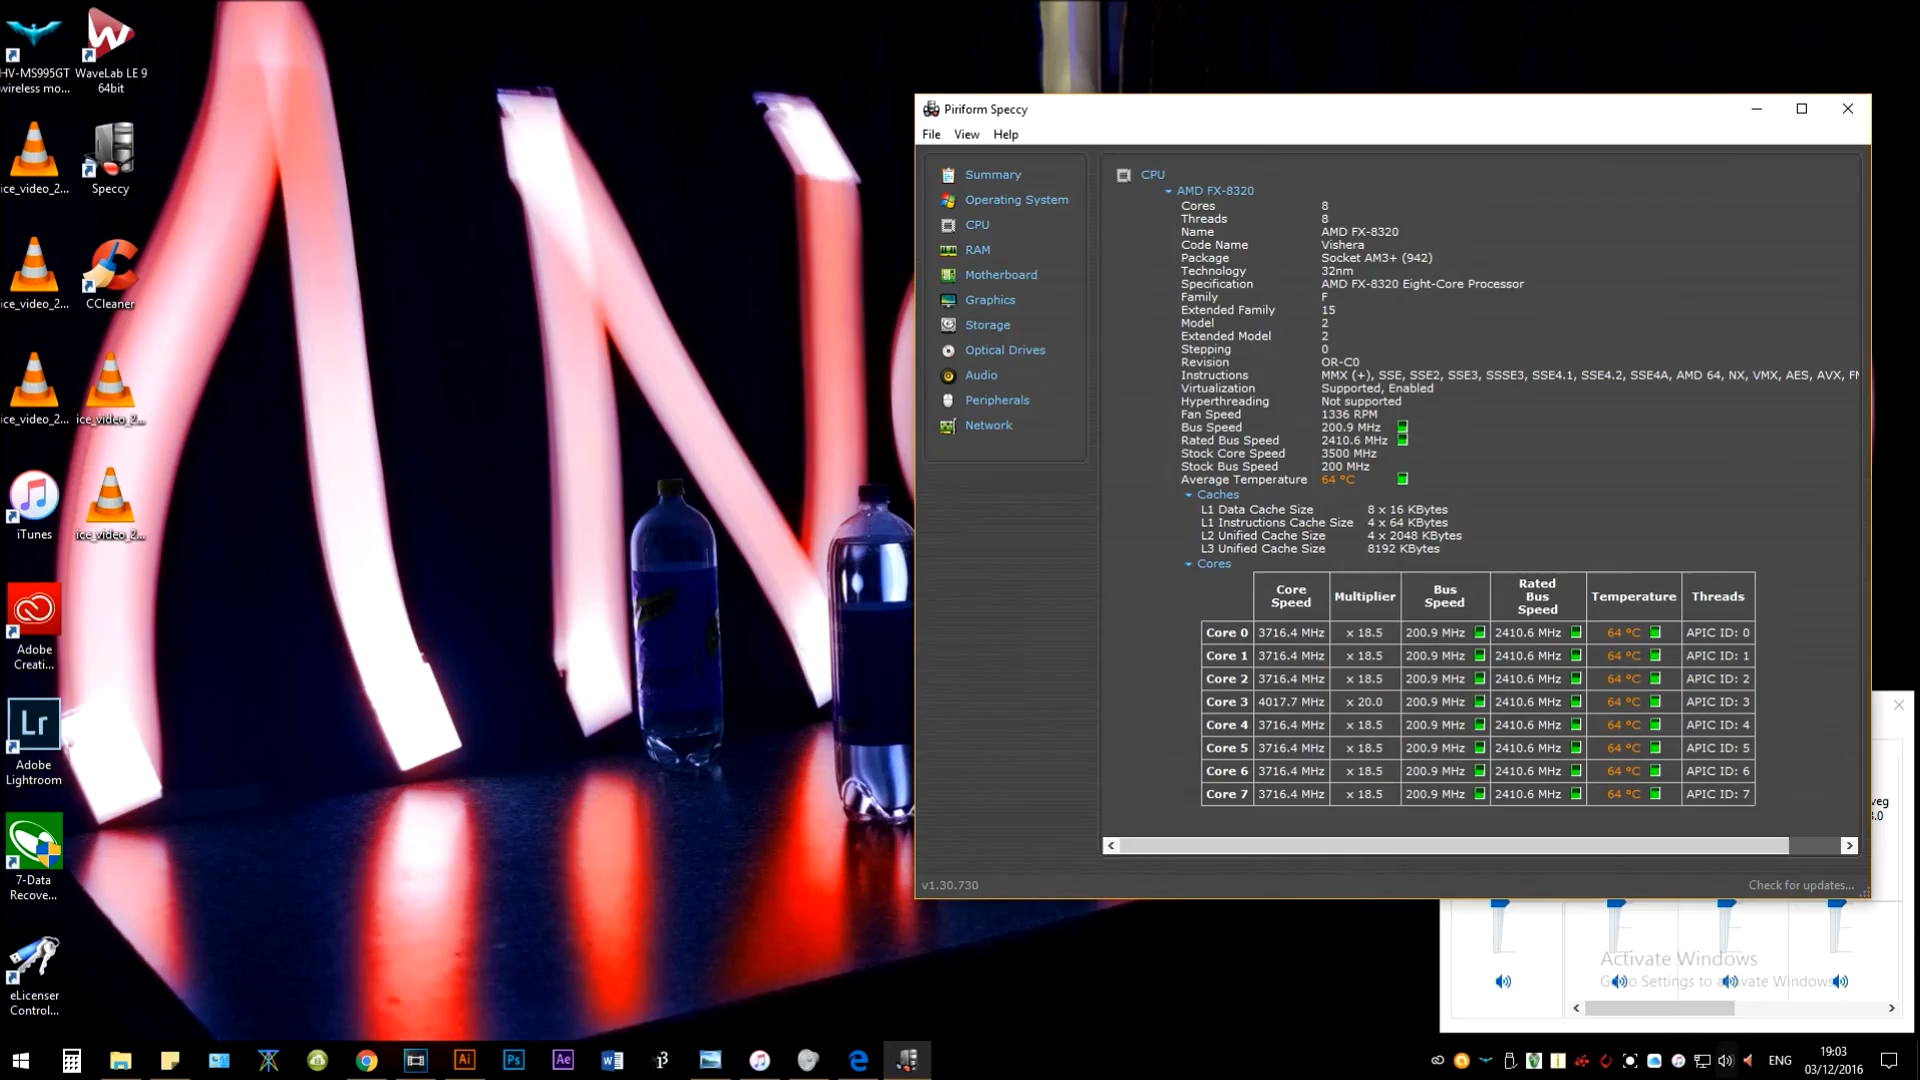 HV-MS995GT
wireless mo...
WaveLab LE 9
64bit
ice_video_2...
Speccy
ice_video_2...
CCleaner
ice_video_2...
ice_video_2...
iTunes
ice_video_2...
Adobe
Creati...
Lr
Adobe
Lightroom
7-Data
Recove...
eLicenser
Control...
Piriform Speccy
File View Help
Summary
Operating System
CPU
RAM
Motherboard
Graphics
Storage
Optical Drives
Audio
Peripherals
Network
CPU
AMD FX-8320
Cores 8
Threads 8
Name AMD FX-8320
Code Name Vishera
Package Socket AM3+ (942)
Technology 32nm
Specification AMD FX-8320 Eight-Core Processor
Family F
Extended Family 15
Model 2
Extended Model 2
Stepping 0
Revision OR-C0
Instructions MMX (+), SSE, SSE2, SSE3, SSSE3, SSE4.1, SSE4.2, SSE4A, AMD 64, NX, VMX, AES, AVX,
Virtualization Supported, Enabled
Hyperthreading Not supported
Fan Speed 1336 RPM
Bus Speed 200.9 MHz
Rated Bus Speed 2410.6 MHz
Stock Core Speed 3500 MHz
Stock Bus Speed 200 MHz
Average Temperature 64 °C
Caches
L1 Data Cache Size 8 x 16 KBytes
L1 Instructions Cache Size 4 x 64 KBytes
L2 Unified Cache Size 4 x 2048 KBytes
L3 Unified Cache Size 8192 KBytes
Cores
Core Speed Multiplier Bus Speed Rated Bus Speed Temperature Threads
Core 0 3716.4 MHz x 18.5 200.9 MHz 2410.6 MHz 64 °C APIC ID: 0
Core 1 3716.4 MHz x 18.5 200.9 MHz 2410.6 MHz 64 °C APIC ID: 1
Core 2 3716.4 MHz x 18.5 200.9 MHz 2410.6 MHz 64 °C APIC ID: 2
Core 3 4017.7 MHz x 20.0 200.9 MHz 2410.6 MHz 64 °C APIC ID: 3
Core 4 3716.4 MHz x 18.5 200.9 MHz 2410.6 MHz 64 °C APIC ID: 4
Core 5 3716.4 MHz x 18.5 200.9 MHz 2410.6 MHz 64 °C APIC ID: 5
Core 6 3716.4 MHz x 18.5 200.9 MHz 2410.6 MHz 64 °C APIC ID: 6
Core 7 3716.4 MHz x 18.5 200.9 MHz 2410.6 MHz 64 °C APIC ID: 7
v1.30.730
Check for updates...
Activate Windows
Go to Settings to activate Windows.
Ai Ps Ae
ENG
19:03
03/12/2016